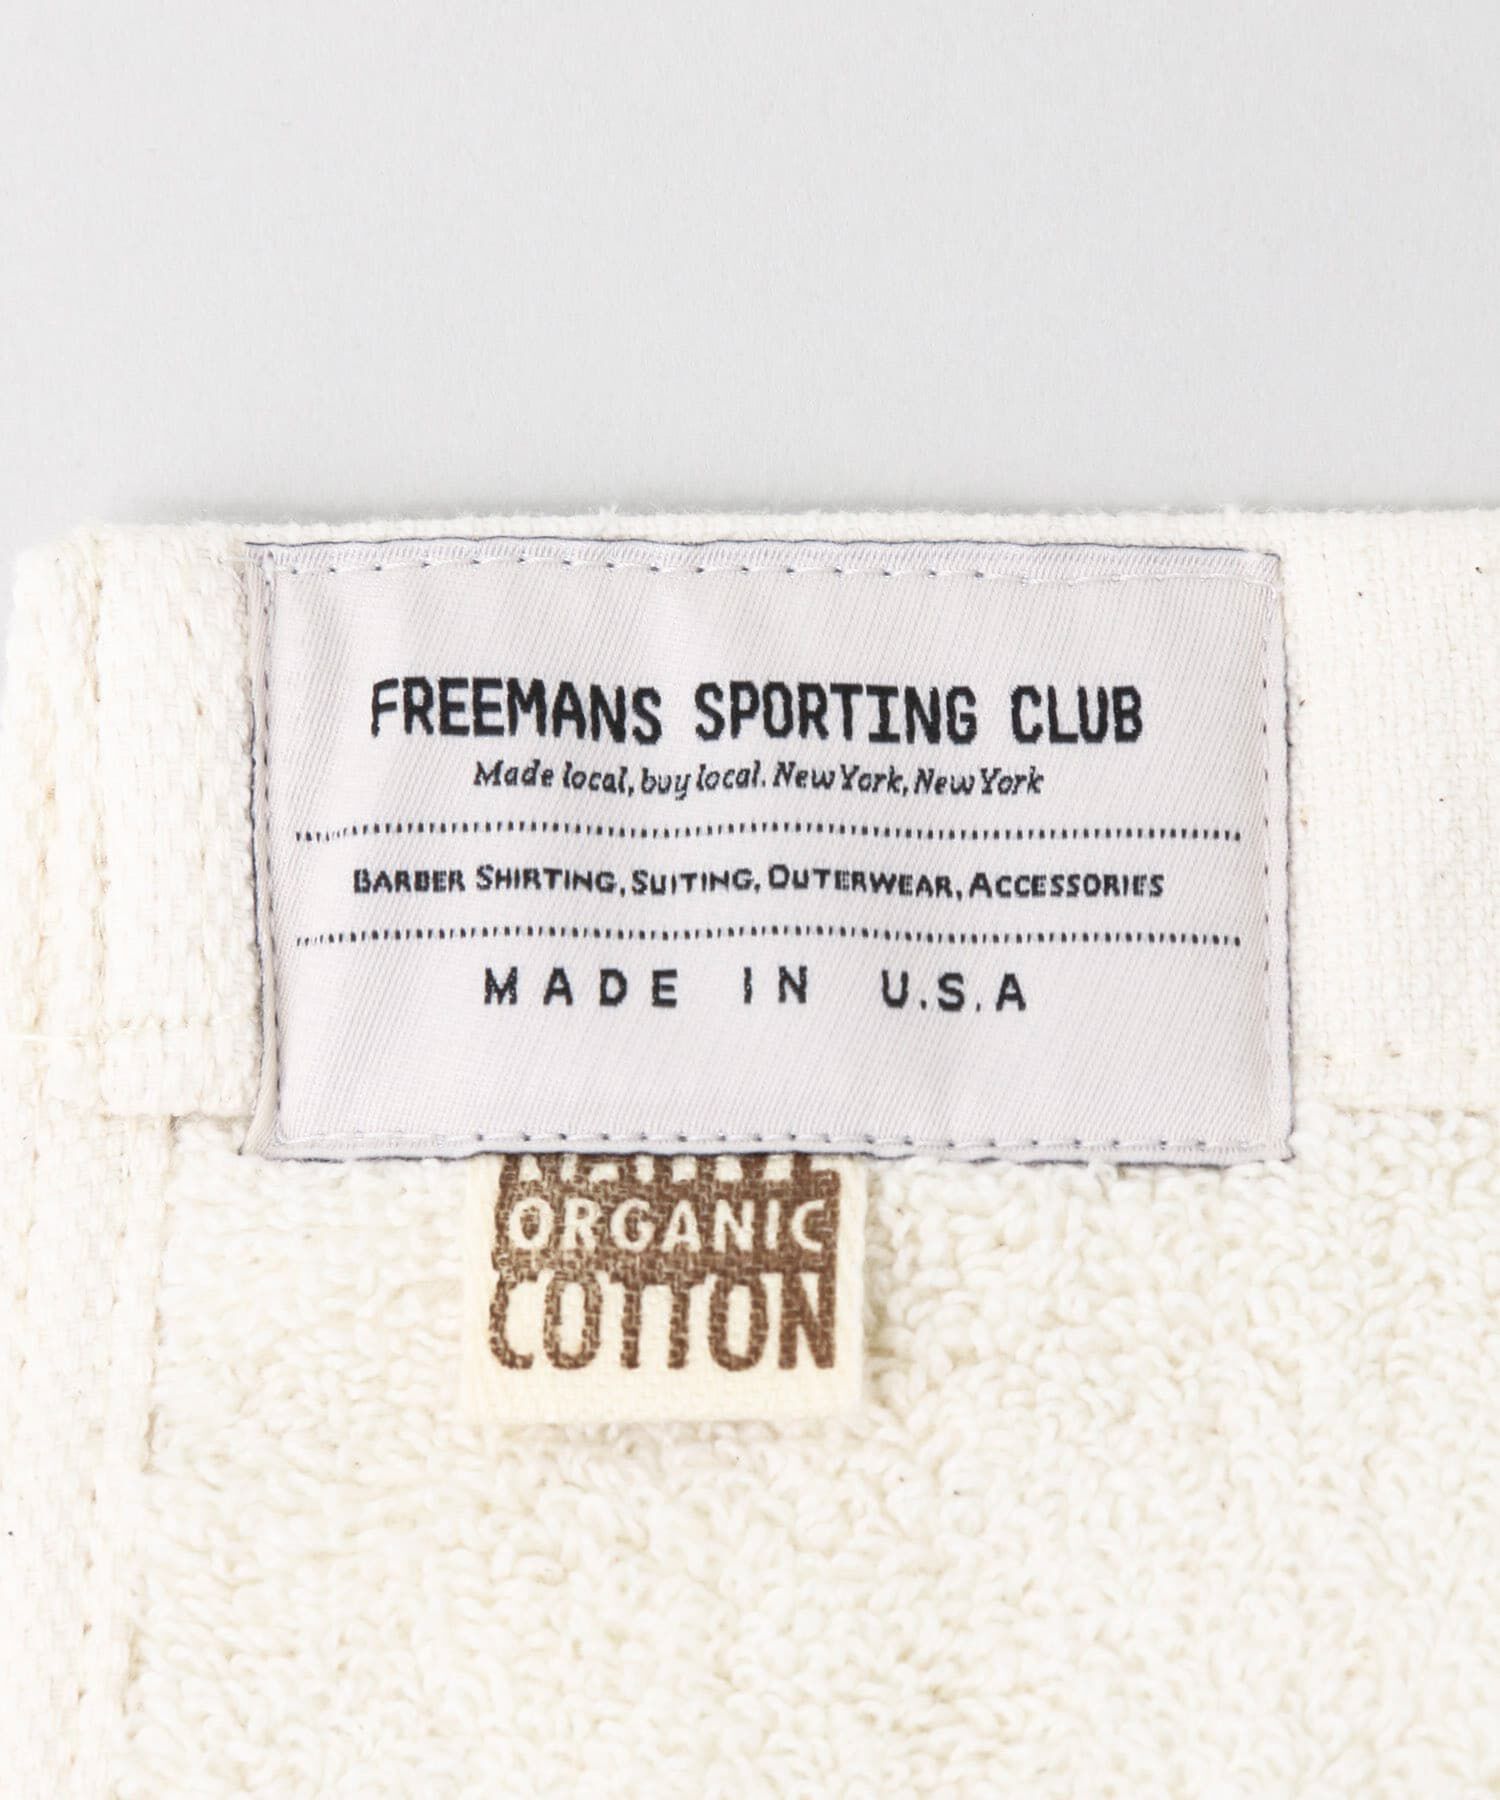 FREEMANS SPORTING CLUB
Made local, buy local. New York, New York
BARBER SHIRTING, SUITING, OUTERWEAR, ACCESSORIES
MADE IN U.S.A
ORGANIC
COTTON